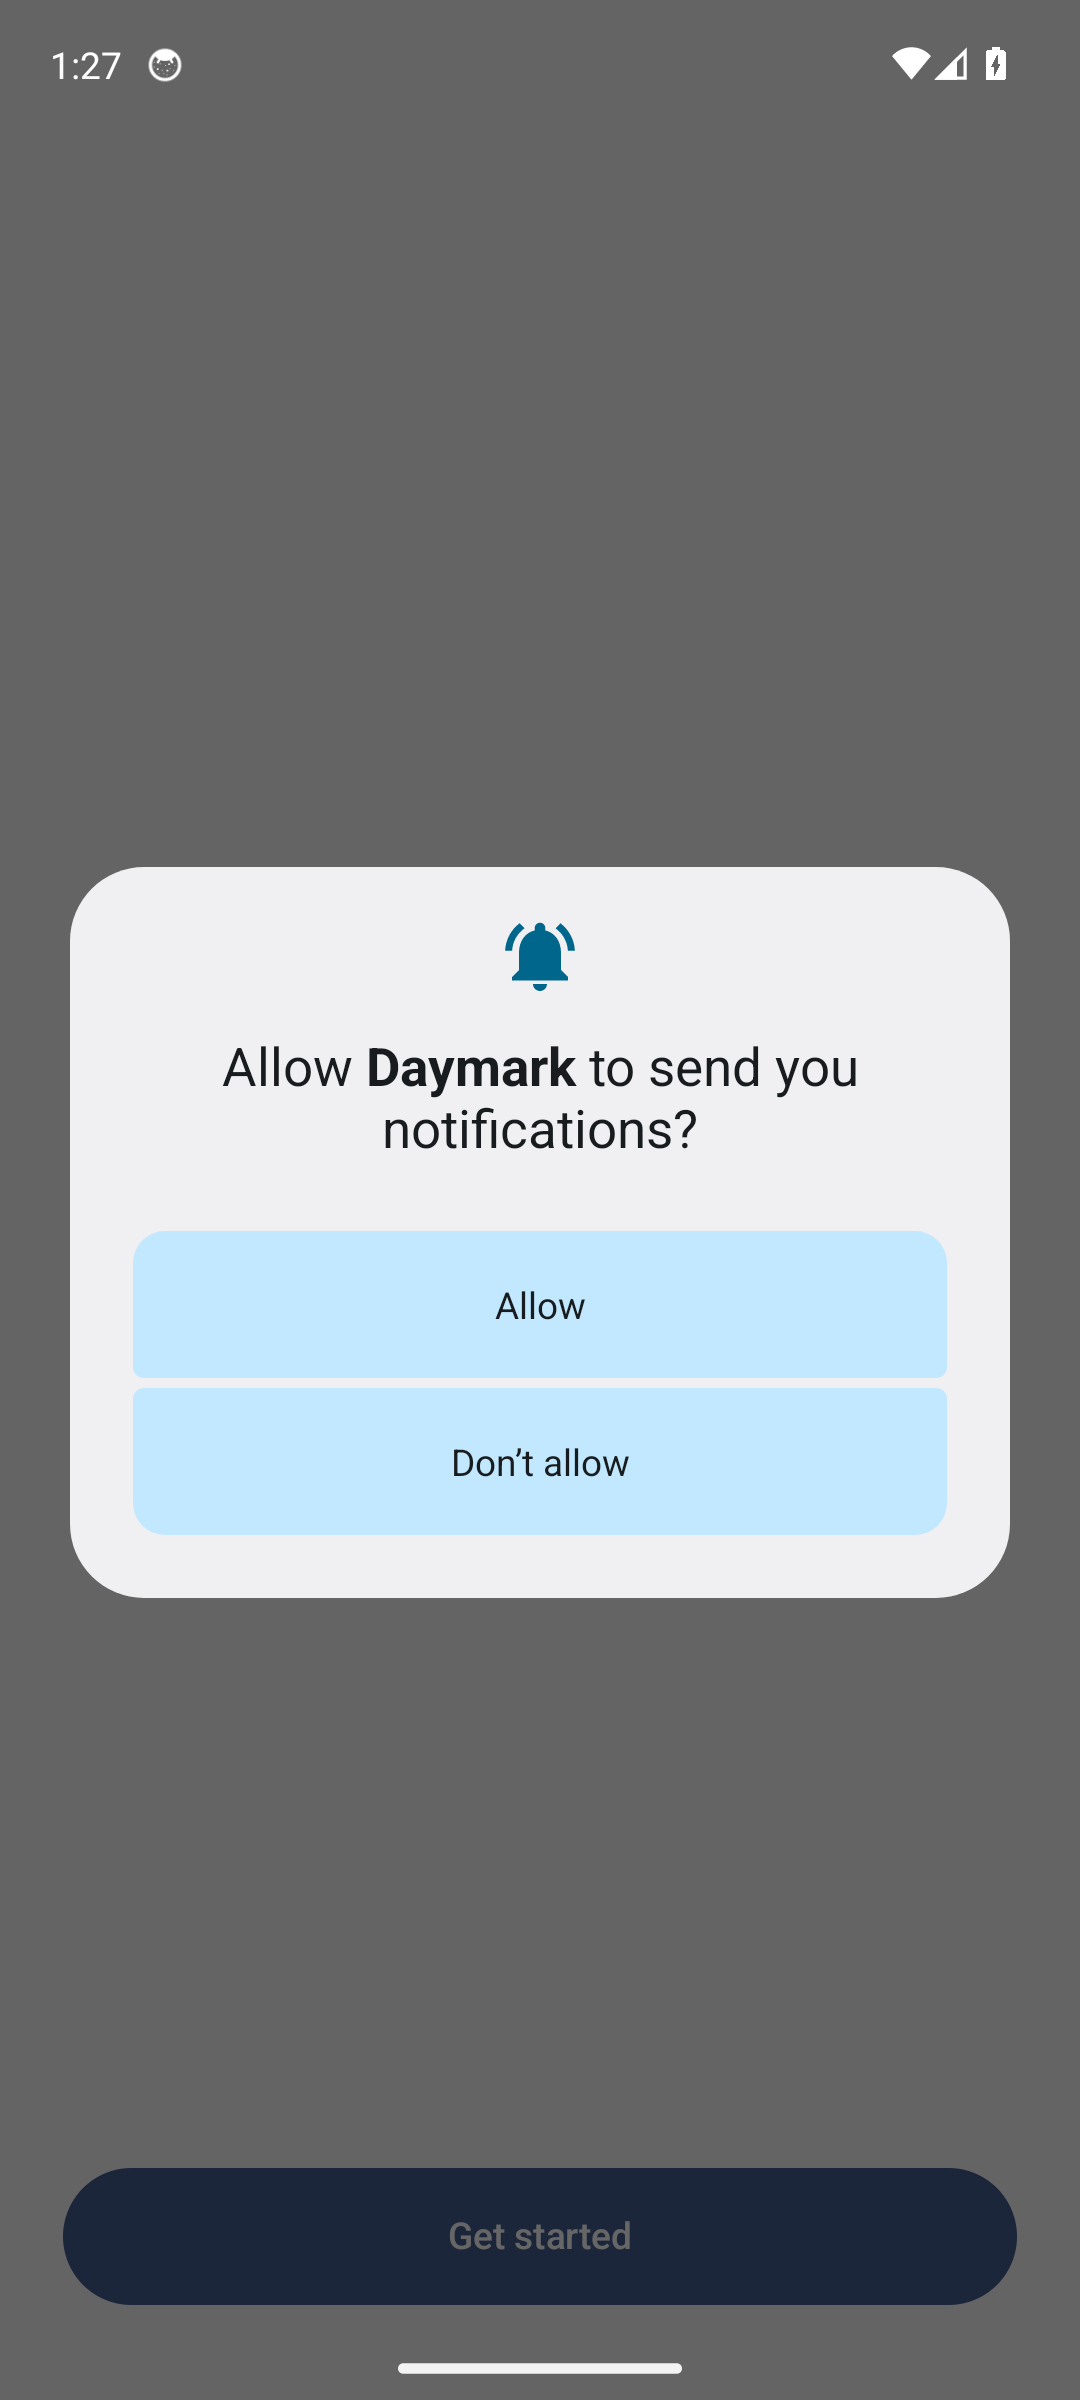 1:27
Allow Daymark to send you
notifications?
Allow
Don’t allow
Get started